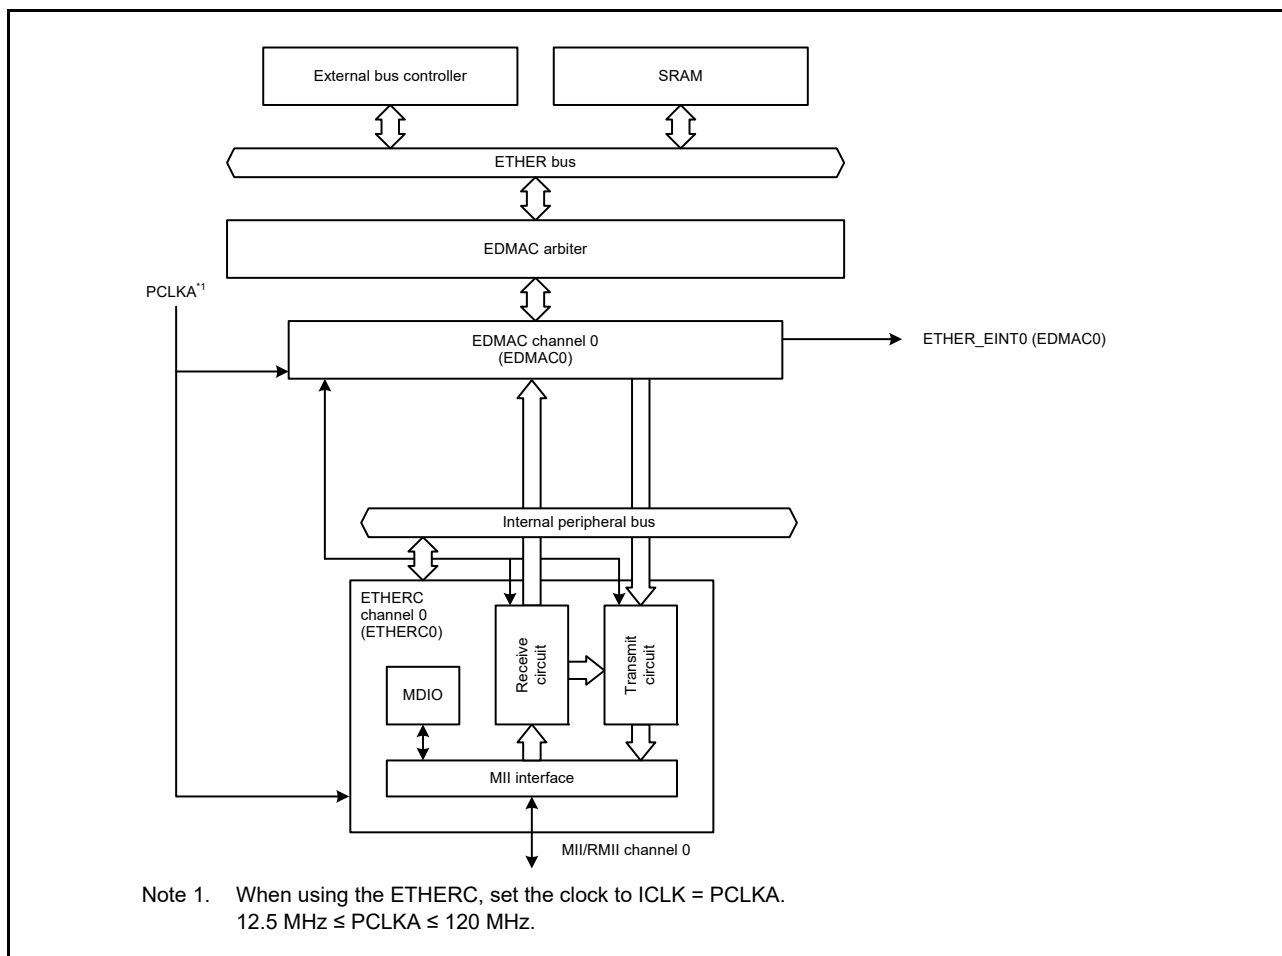 External bus controller
SRAM
ETHER bus
EDMAC arbiter
PCLKA*1
EDMAC channel 0
(EDMAC0)
ETHER_EINT0 (EDMAC0)
Internal peripheral bus
ETHERC
channel 0
(ETHERC0)
Receive
circuit
Transmit
circuit
MDIO
MII interface
MII/RMII channel 0
Note 1. When using the ETHERC, set the clock to ICLK = PCLKA.
12.5 MHz ≤ PCLKA ≤ 120 MHz.